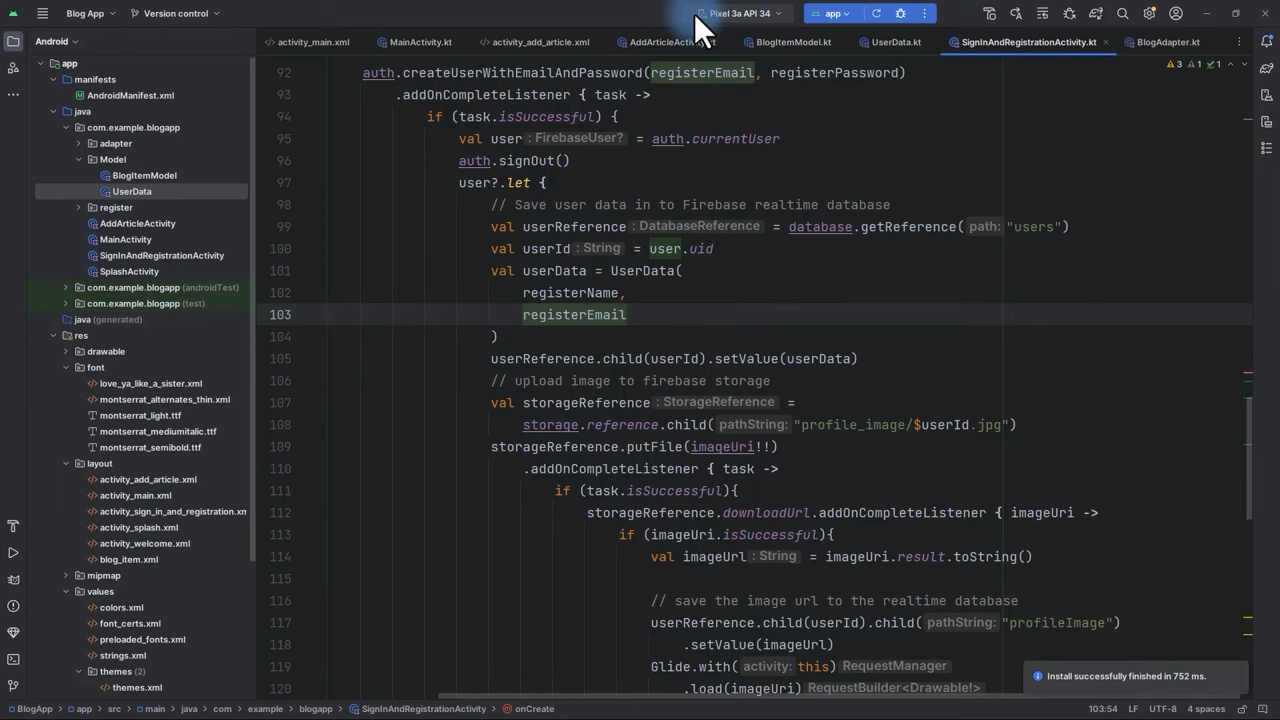 Blog App
Version control
Pixel 3a API 34
app
Android
activity_main.xml
MainActivity.kt
activity_add_article.xml
AddArticleActivity.kt
BlogItemModel.kt
UserData.kt
SignInAndRegistrationActivity.kt
BlogAdapter.kt
3 1 1
app
manifests
AndroidManifest.xml
java
com.example.blogapp
adapter
Model
BlogItemModel
UserData
register
AddArticleActivity
MainActivity
SignInAndRegistrationActivity
SplashActivity
com.example.blogapp (androidTest)
com.example.blogapp (test)
java (generated)
res
drawable
font
love_ya_like_a_sister.xml
montserrat_alternates_thin.xml
montserrat_light.ttf
montserrat_mediumitalic.ttf
montserrat_semibold.ttf
layout
activity_add_article.xml
activity_main.xml
activity_sign_in_and_registration.xm
activity_splash.xml
activity_welcome.xml
blog_item.xml
mipmap
values
colors.xml
font_certs.xml
preloaded_fonts.xml
strings.xml
themes (2)
themes.xml
92 auth.createUserWithEmailAndPassword(registerEmail, registerPassword)
93 .addOnCompleteListener { task ->
94 if (task.isSuccessful) {
95 val user : FirebaseUser? = auth.currentUser
96 auth.signOut()
97 user?.let {
98 // Save user data in to Firebase realtime database
99 val userReference : DatabaseReference = database.getReference( path: "users")
100 val userId : String = user.uid
101 val userData = UserData(
102 registerName,
103 registerEmail
104 )
105 userReference.child(userId).setValue(userData)
106 // upload image to firebase storage
107 val storageReference : StorageReference =
108 storage.reference.child( pathString: "profile_image/$userId.jpg")
109 storageReference.putFile(imageUri!!)
110 .addOnCompleteListener { task ->
111 if (task.isSuccessful){
112 storageReference.downloadUrl.addOnCompleteListener { imageUri ->
113 if (imageUri.isSuccessful){
114 val imageUrl : String = imageUri.result.toString()
115
116 // save the image url to the realtime database
117 userReference.child(userId).child( pathString: "profileImage")
118 .setValue(imageUrl)
119 Glide.with( activity: this) RequestManager
120 .load(imageUri) RequestBuilder<Drawable!>
Install successfully finished in 752 ms.
BlogApp > app > src > main > java > com > example > blogapp > SignInAndRegistrationActivity > onCreate
103:54 LF UTF-8 4 spaces